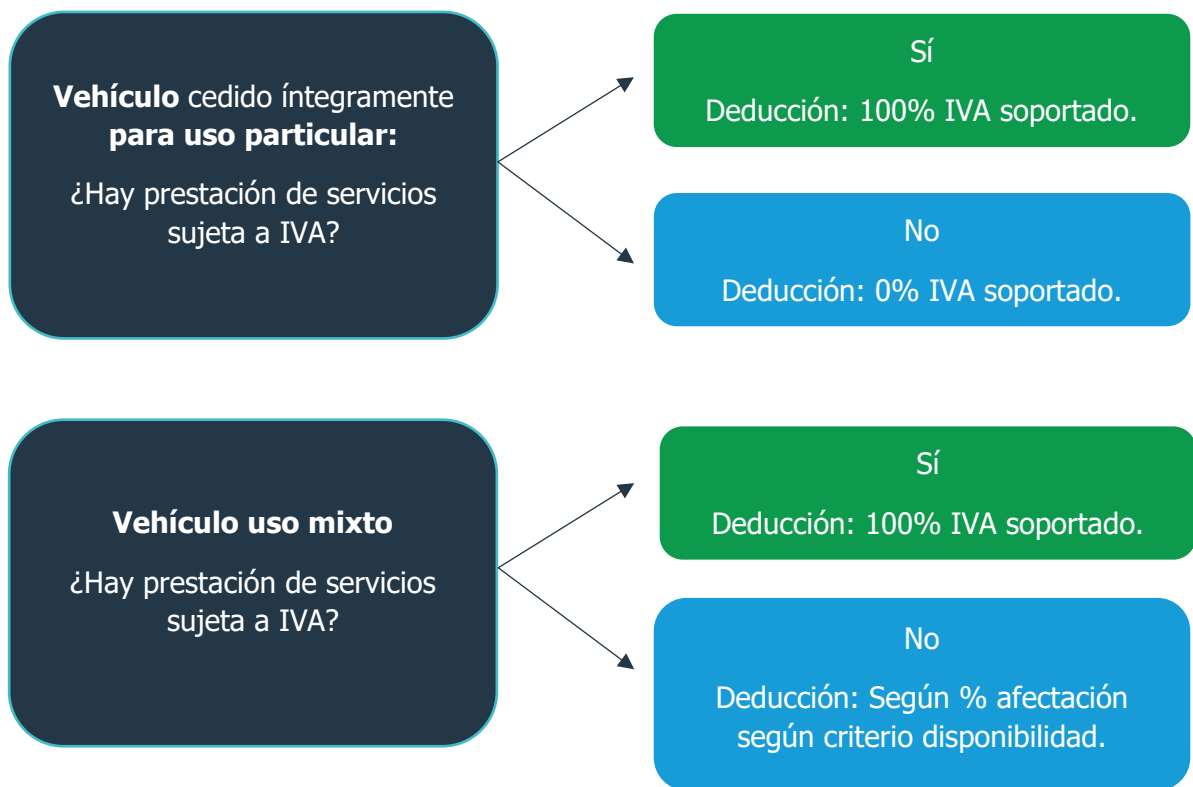 Vehículo cedido íntegramente
para uso particular:
¿Hay prestación de servicios
sujeta a IVA?
Sí
Deducción: 100% IVA soportado.
No
Deducción: 0% IVA soportado.
Vehículo uso mixto
¿Hay prestación de servicios
sujeta a IVA?
Sí
Deducción: 100% IVA soportado.
No
Deducción: Según % afectación
según criterio disponibilidad.